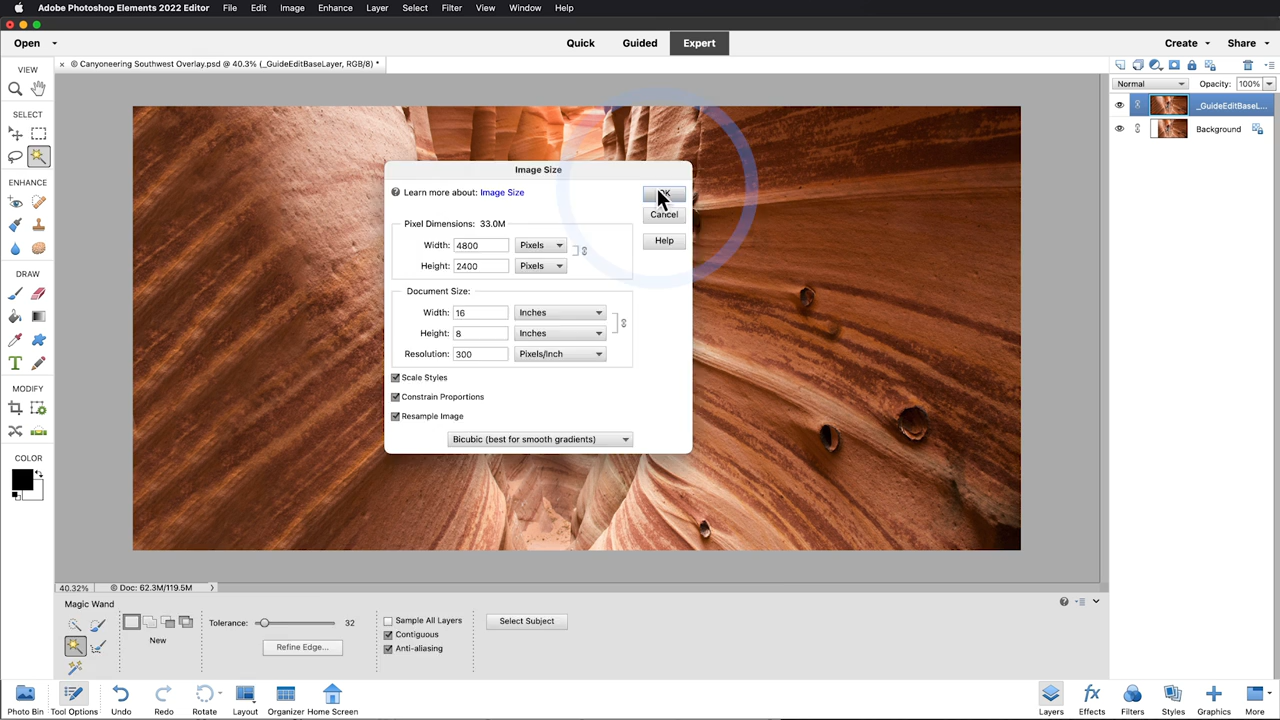 Adobe Photoshop Elements 2022 Editor File Edit Image Enhance Layer Select Filter View Window Help
Open Quick Guided Expert Create Share
× © Canyoneering Southwest Overlay.psd @ 40.3% (_GuideEditBaseLayer, RGB/8) *
VIEW
SELECT
ENHANCE
DRAW
T
MODIFY
COLOR
Normal Opacity: 100%
_GuideEditBaseL...
Background
Image Size
Learn more about: Image Size
OK
Cancel
Help
Pixel Dimensions: 33.0M
Width: 4800 Pixels
Height: 2400 Pixels
Document Size:
Width: 16 Inches
Height: 8 Inches
Resolution: 300 Pixels/Inch
Scale Styles
Constrain Proportions
Resample Image
Bicubic (best for smooth gradients)
40.32% © Doc: 62.3M/119.5M
Magic Wand
New
Tolerance: 32
Refine Edge...
Sample All Layers
Contiguous
Anti-aliasing
Select Subject
Photo Bin Tool Options Undo Redo Rotate Layout Organizer Home Screen Layers Effects Filters Styles Graphics More